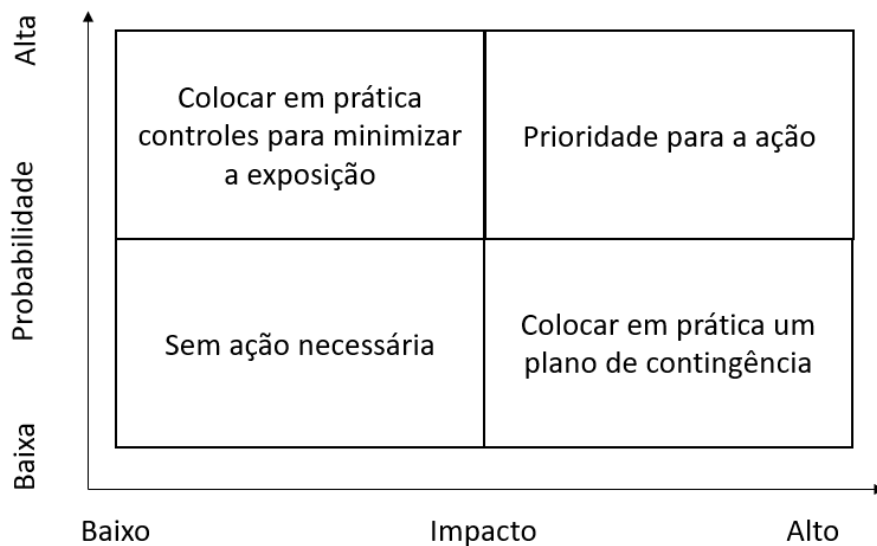 Alta
Probabilidade
Baixa
Colocar em prática
controles para minimizar
a exposição
Prioridade para a ação
Sem ação necessária
Colocar em prática um
plano de contingência
Baixo
Impacto
Alto